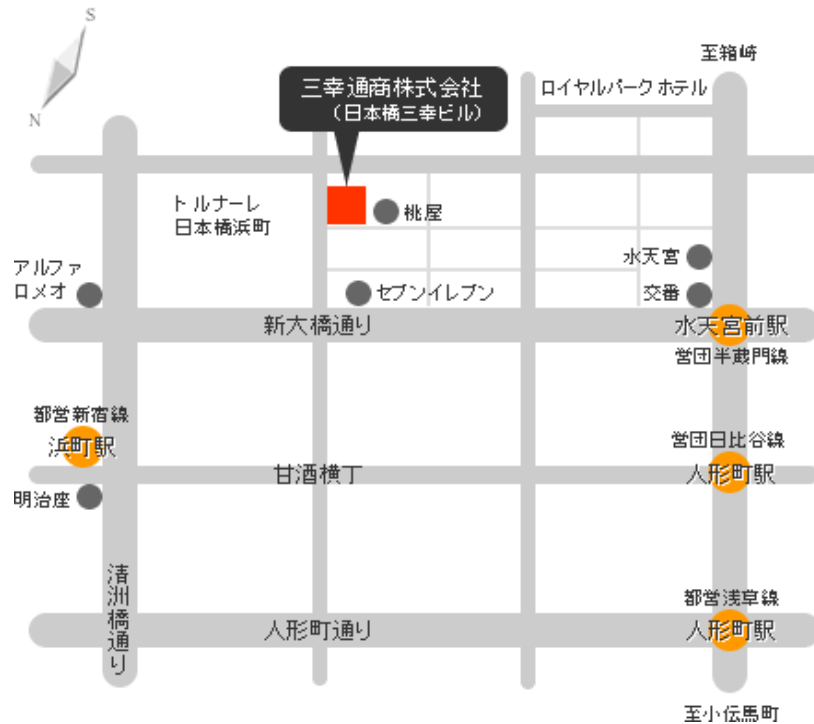 S
N
至箱崎
三幸通商株式会社
(日本橋三幸ビル)
ロイヤルパークホテル
トルナーレ
日本橋浜町
桃屋
水天宮
アルファ
ロメオ
セブンイレブン
交番
新大橋通り
水天宮前駅
営団半蔵門線
都営新宿線
浜町駅
営団日比谷線
甘酒横丁
人形町駅
明治座
清洲橋通り
都営浅草線
人形町通り
人形町駅
至小伝馬町